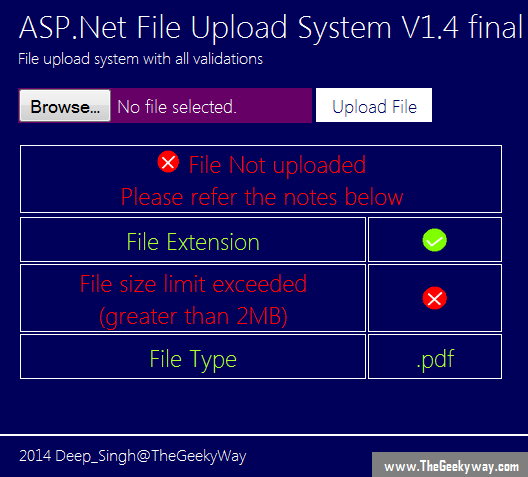 ASP.Net File Upload System V1.4 final
File upload system with all validations
Browse... No file selected. Upload File
File Not uploaded
Please refer the notes below
File Extension
File size limit exceeded
(greater than 2MB)
File Type .pdf
2014 Deep_Singh@TheGeekyWay
www.TheGeekyway.com